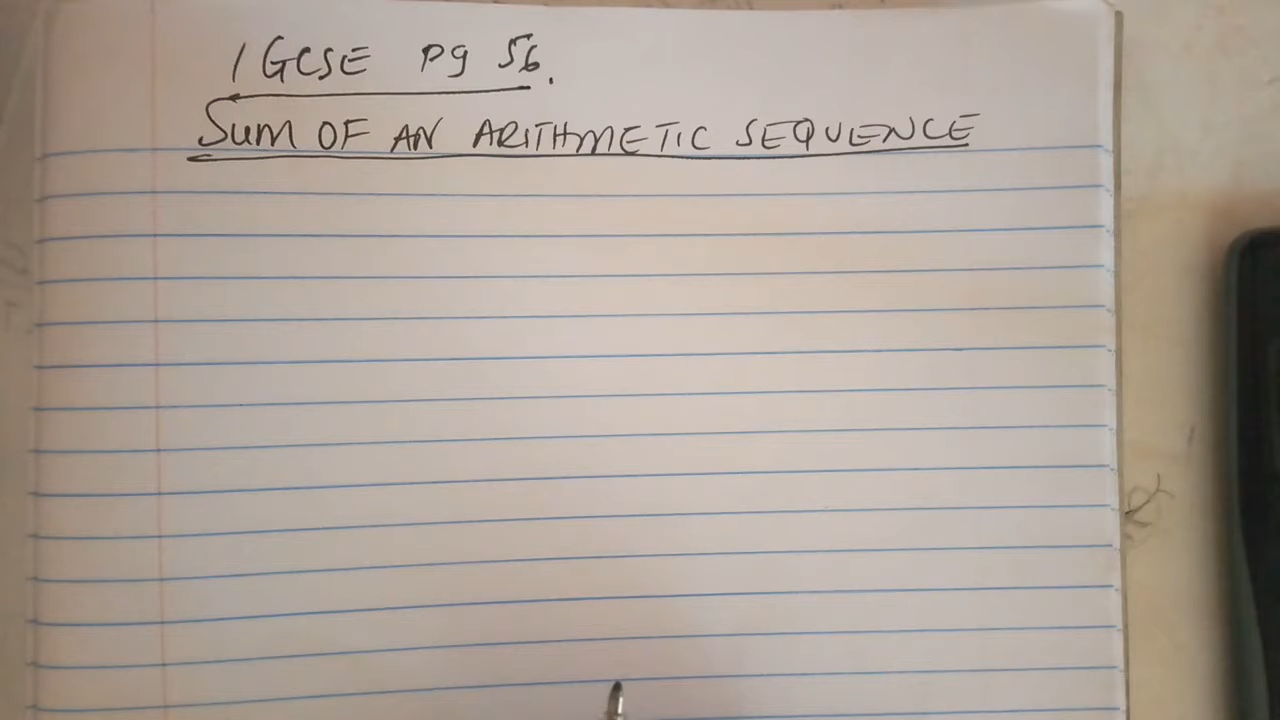 IGCSE pg 56.
SUM OF AN ARITHMETIC SEQUENCE